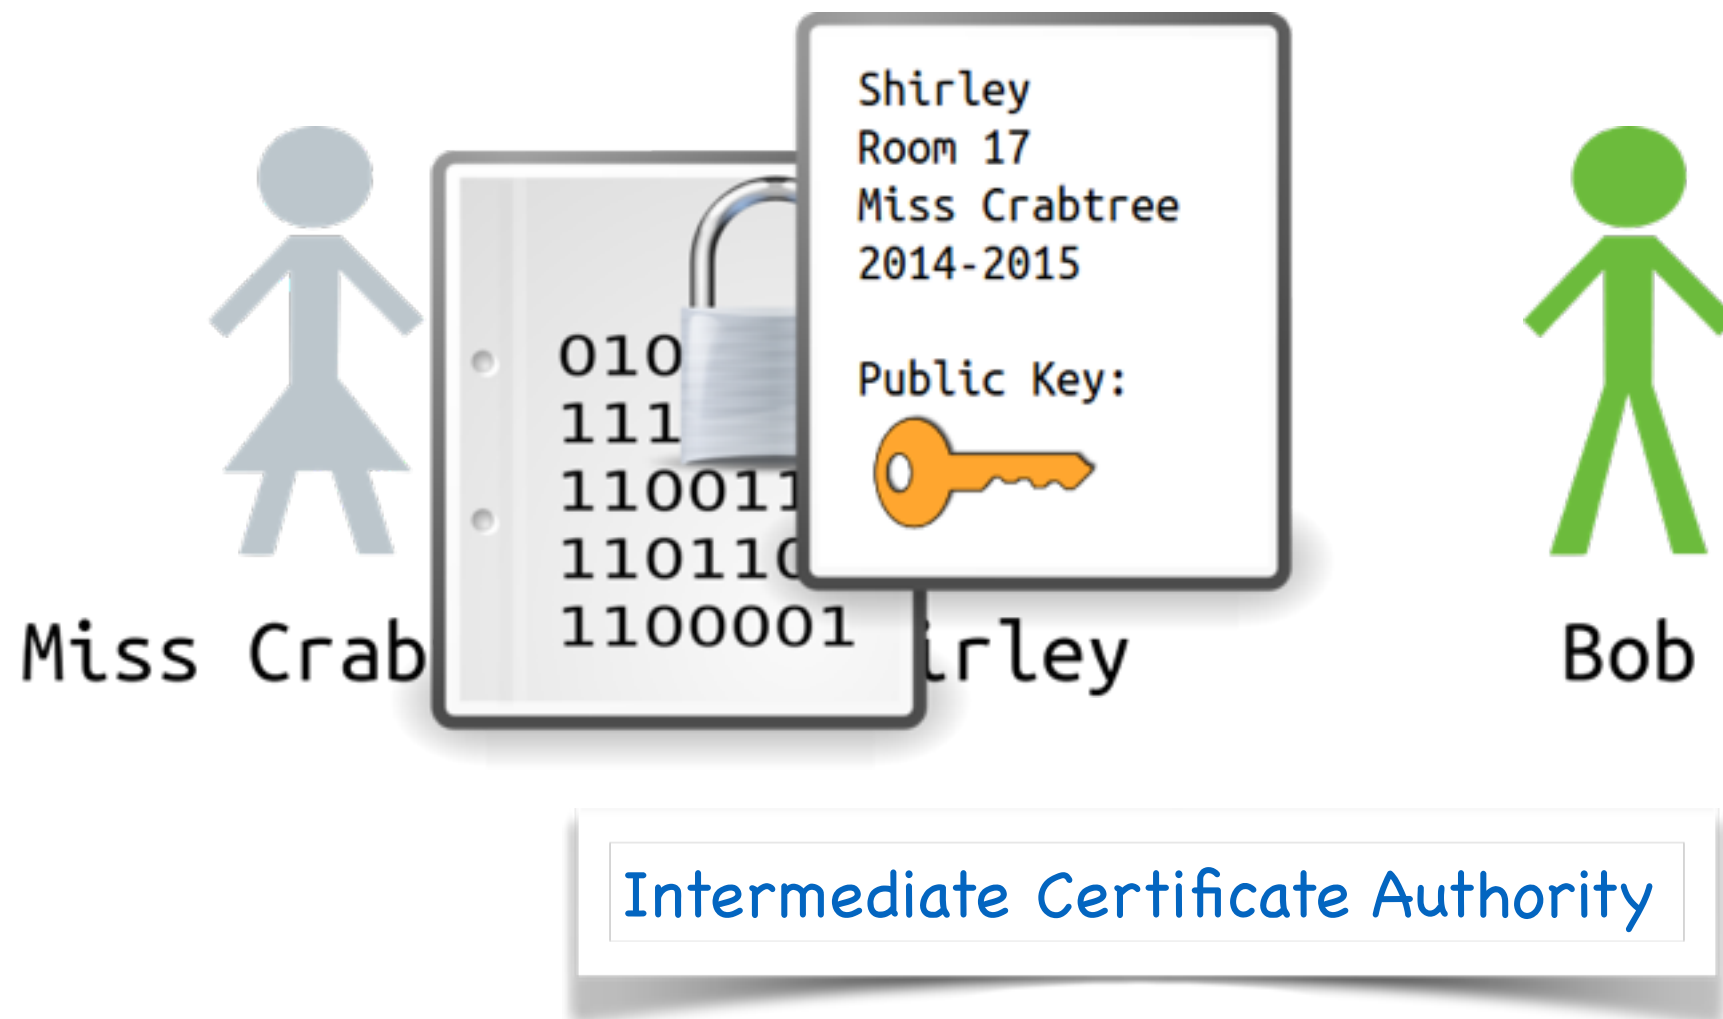 Shirley
Room 17
Miss Crabtree
2014-2015
Public Key:
010
111
110011
110110
1100001
Miss Crab
irley
Bob
Intermediate Certificate Authority